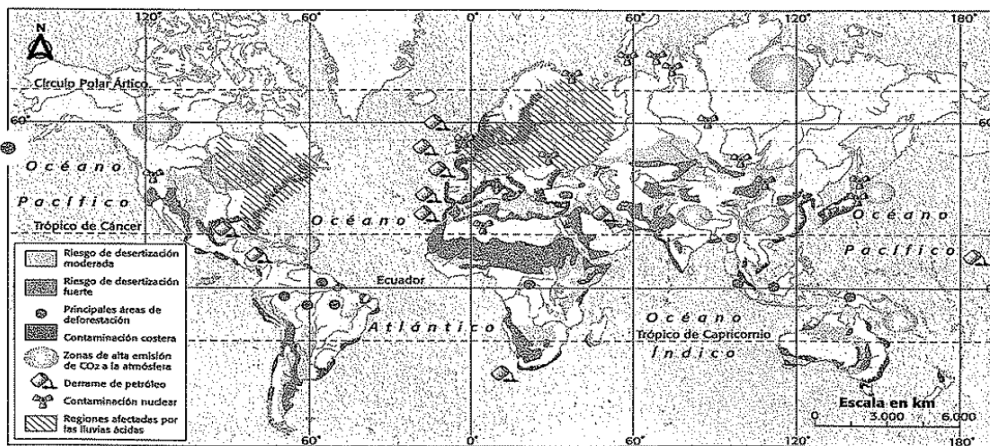 120° 60° 0° 60° 120° 180°
N
Círculo Polar Ártico
60° 60
Océano
Pacífico
Trópico de Cáncer
Océano
Atlántico
Ecuador
Océano
Pacífico
Océano
Trópico de Capricornio
Índico
Riesgo de desertización
moderada
Riesgo de desertización
fuerte
Principales áreas de
deforestación
Contaminación costera
Zonas de alta emisión
de CO2 a la atmósfera
Derrame de petróleo
Contaminación nuclear
Regiones afectadas por
las lluvias ácidas
Escala en km
0 3.000 6.000
60° 0° 60° 120° 180°